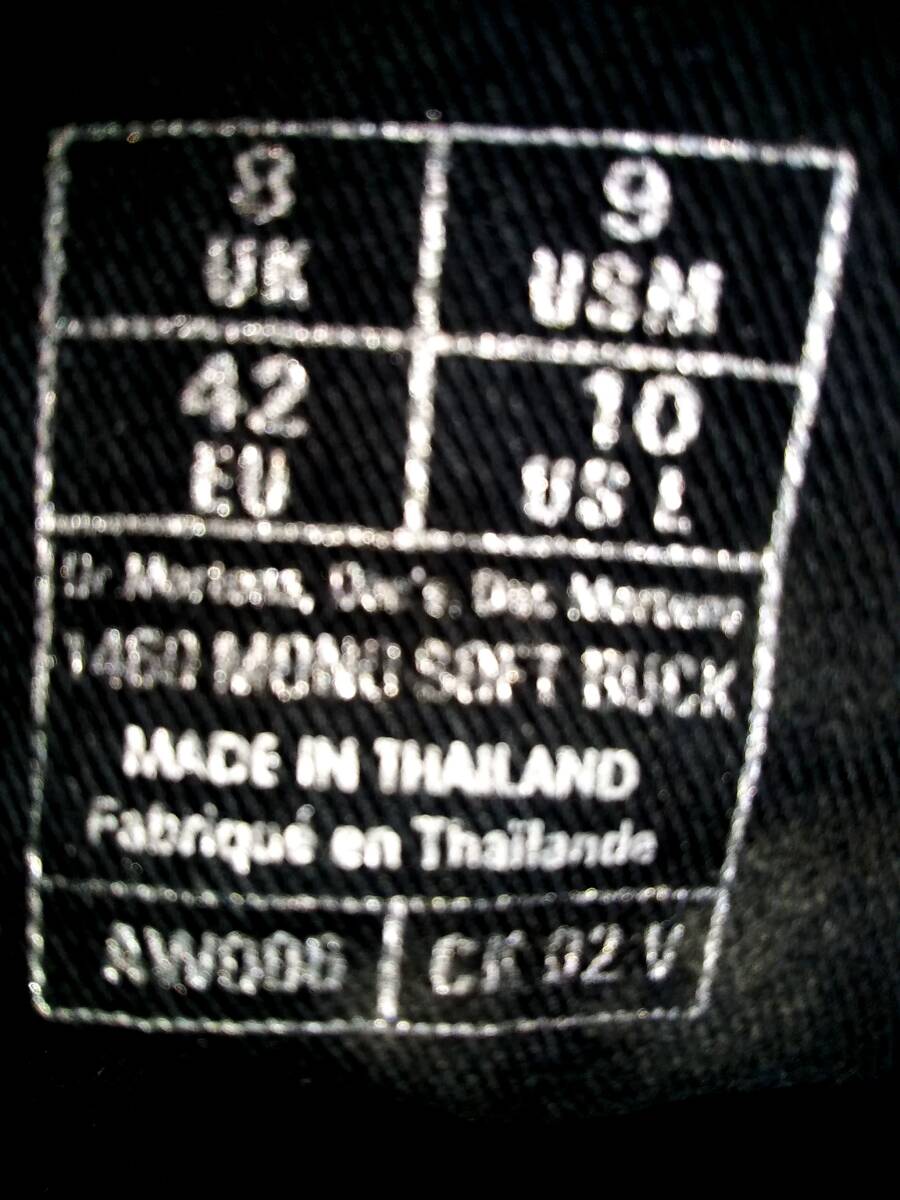 8 UK
9 USM
42 EU
10 US L
Dr. Martens, Doc's, Doc Martens,
1460 MONO SOFT BUCK
MADE IN THAILAND
Fabriqué en Thaïlande
AW006
CK 02 V